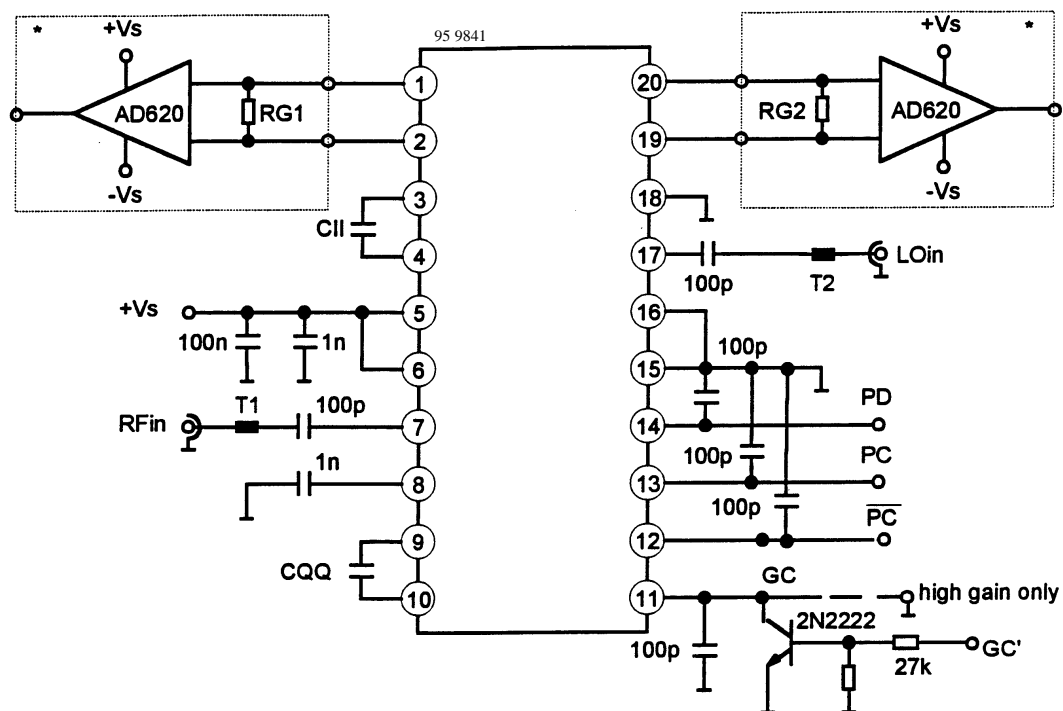 *
+Vs
95 9841
+Vs
*
1
20
AD620
RG1
RG2
AD620
2
19
-Vs
-Vs
3
18
CII
4
17
LOin
100p
T2
+Vs
5
16
100n
1n
100p
6
15
T1
100p
PD
RFin
7
14
100p
PC
1n
8
13
100p
PC
9
12
CQQ
GC
10
11
high gain only
2N2222
100p
27k
GC'